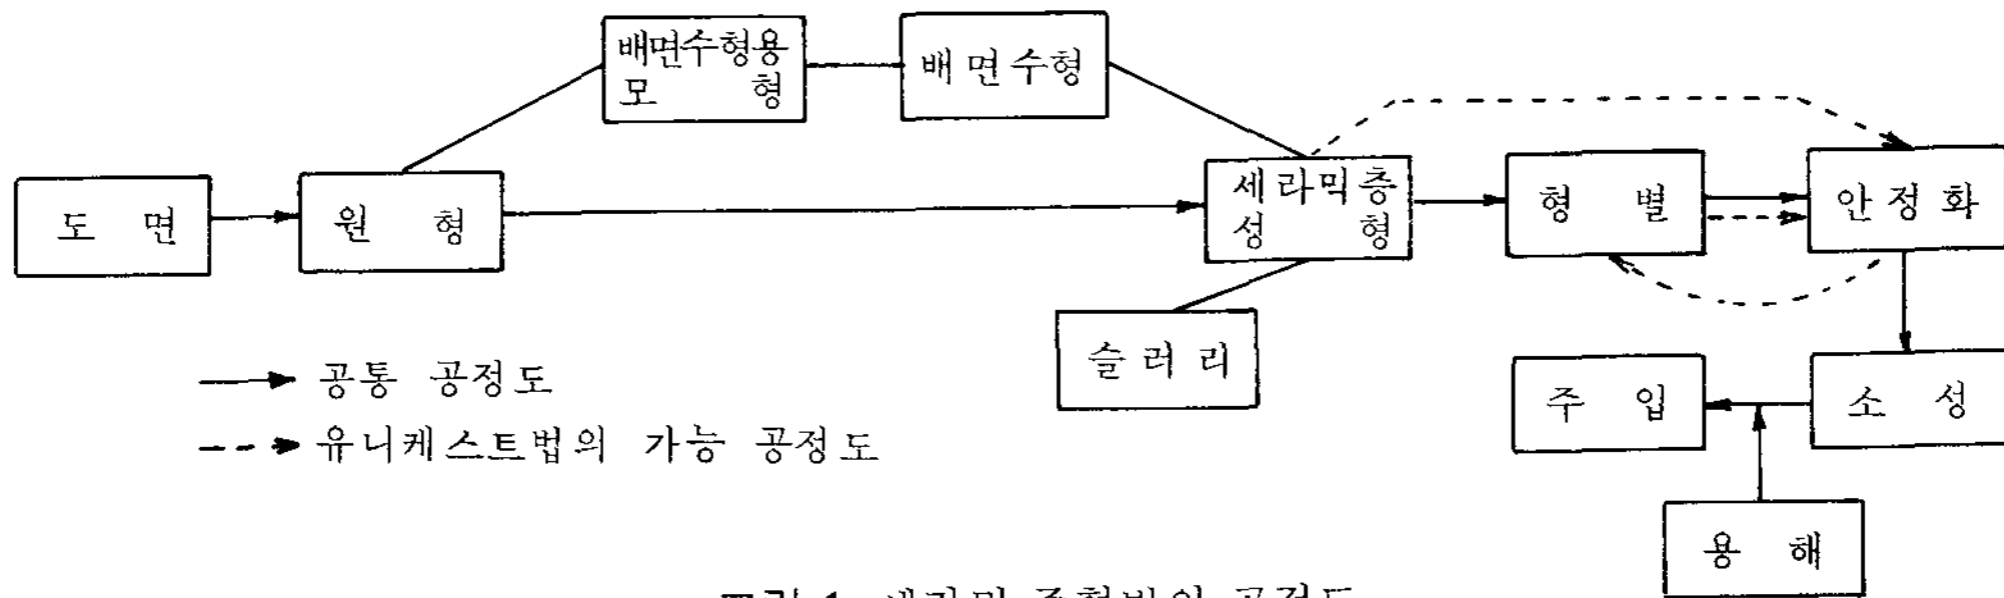 배면수형용
모 형
배면수형
도 면
원 형
세라믹층
성 형
형 별
안정화
슬러리
공통 공정도
유니케스트법의 가능 공정도
주 입
소 성
용 해